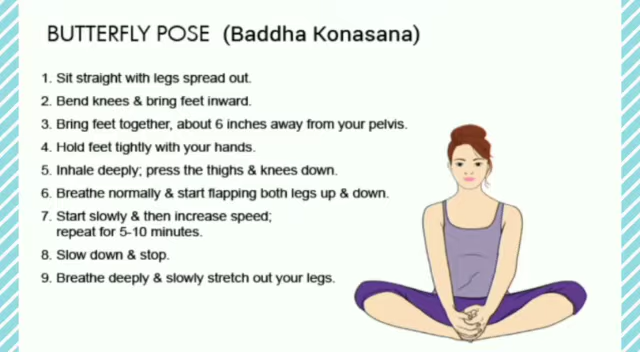 BUTTERFLY POSE (Baddha Konasana)
1. Sit straight with legs spread out.
2. Bend knees & bring feet inward.
3. Bring feet together, about 6 inches away from your pelvis.
4. Hold feet tightly with your hands.
5. Inhale deeply; press the thighs & knees down.
6. Breathe normally & start flapping both legs up & down.
7. Start slowly & then increase speed;
repeat for 5-10 minutes.
8. Slow down & stop.
9. Breathe deeply & slowly stretch out your legs.